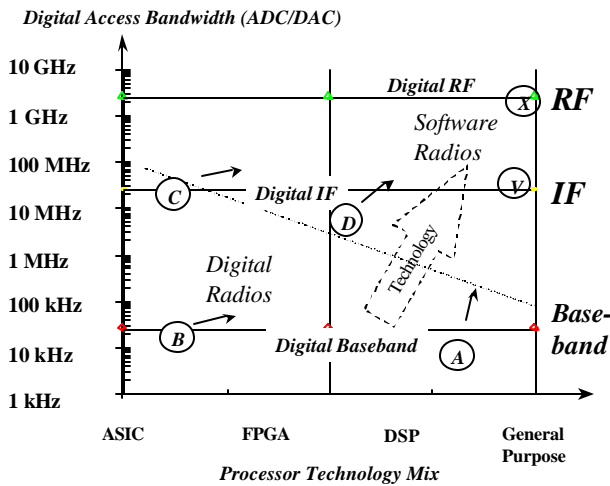 Digital Access Bandwidth (ADC/DAC)
10 GHz
Digital RF
X
RF
1 GHz
Software
Radios
100 MHz
C
Digital IF
V
IF
10 MHz
D
1 MHz
Digital
Radios
Technology
100 kHz
Base-
band
B
Digital Baseband
A
10 kHz
1 kHz
ASIC
FPGA
DSP
General
Purpose
Processor Technology Mix